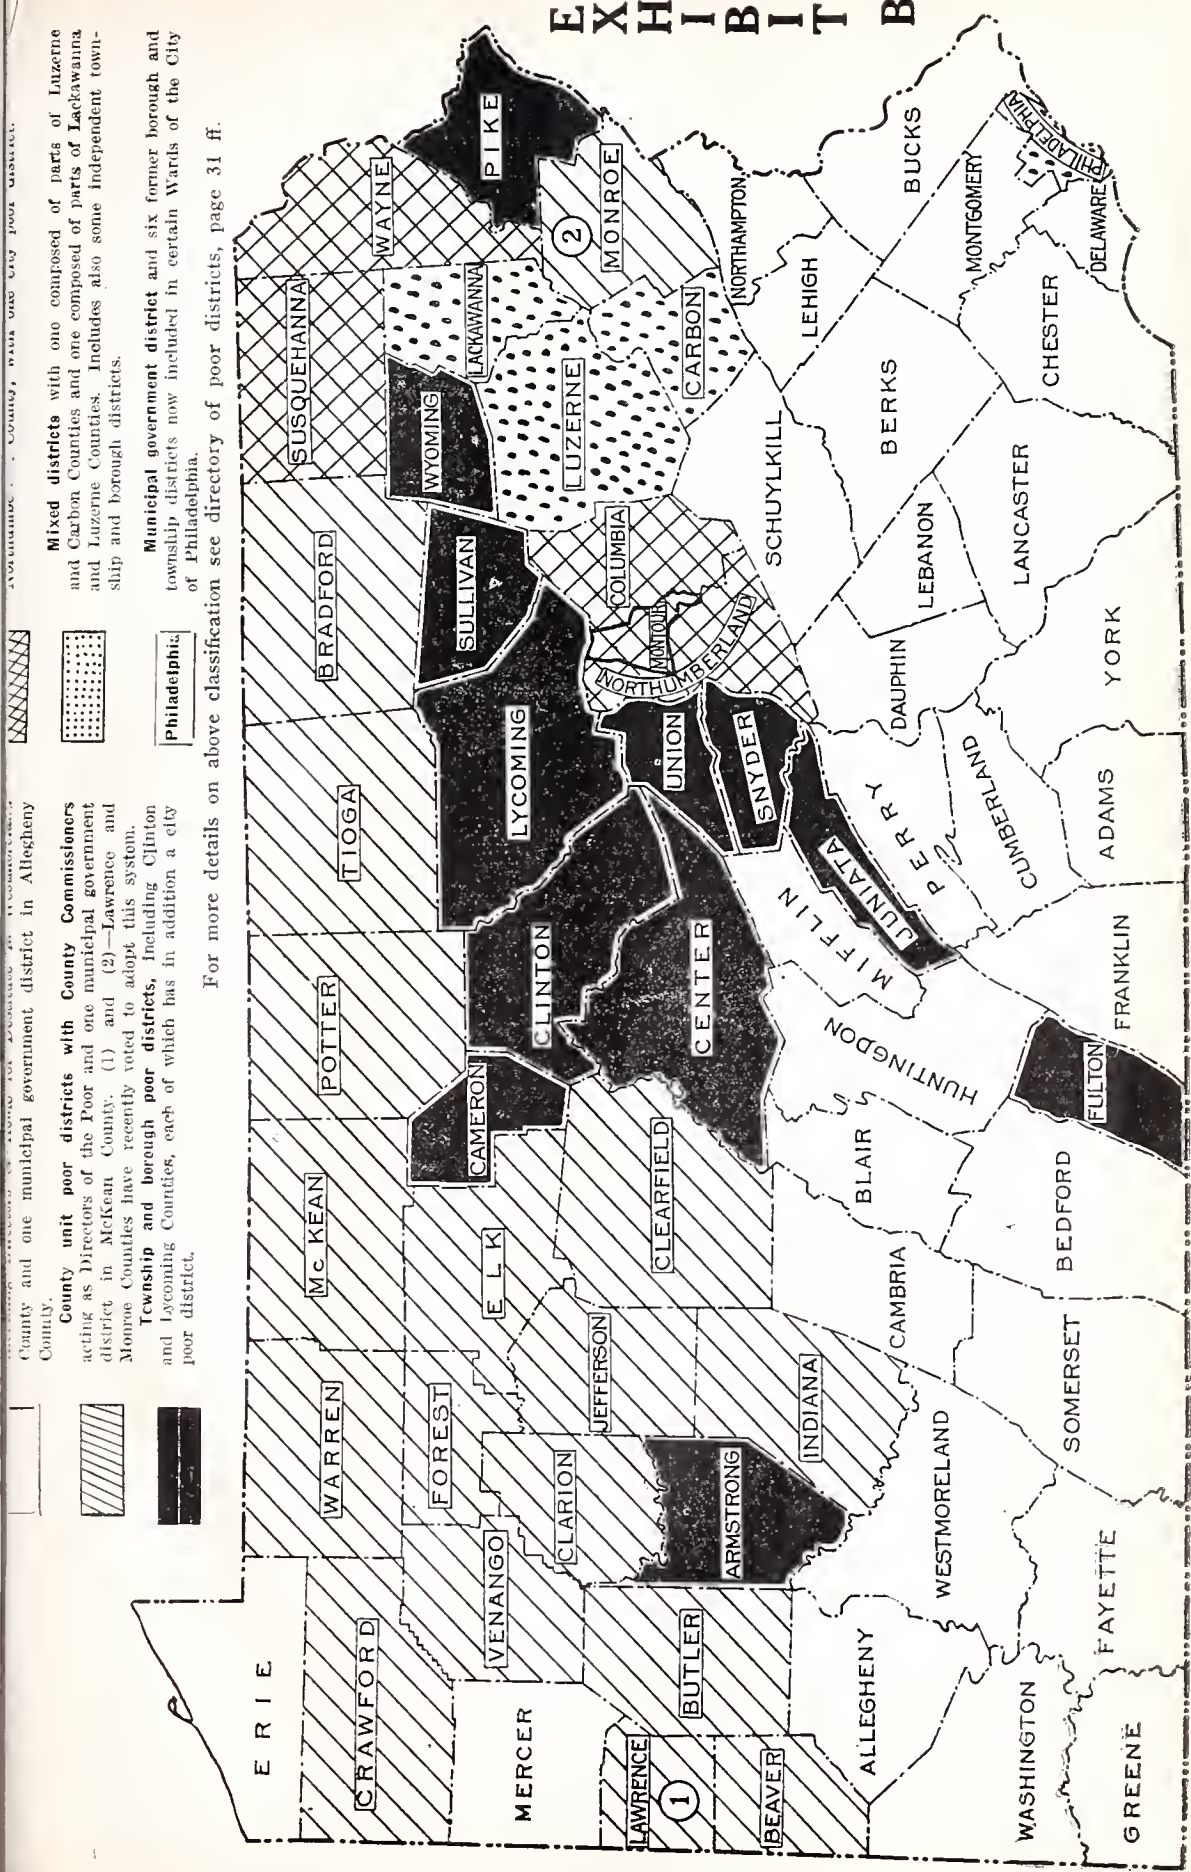 County and one municipal government district in Allegheny
County.
County unit poor districts with County Commissioners
acting as Directors of the Poor and one municipal government
district in McKean County. (1) and (2)—Lawrence and
Monroe Counties have recently voted to adopt this system.
Township and borough poor districts, Including Clinton
and Lycoming Counties, each of which has in addition a city
poor district.
County, with one city poor district.
Mixed districts with one composed of parts of Luzerne
and Carbon Counties and one composed of parts of Lackawanna
and Luzerne Counties. Includes also some independent town-
ship and borough districts.
Philadelphia
Municipal government district and six former borough and
township districts now included in certain Wards of the City
of Philadelphia.
For more details on above classification see directory of poor districts, page 31 ff.
EXHIBIT B
ERIE
CRAWFORD
WARREN
McKEAN
POTTER
TIOGA
BRADFORD
SUSQUEHANNA
WAYNE
PIKE
MERCER
VENANGO
FOREST
ELK
CAMERON
CLINTON
LYCOMING
SULLIVAN
WYOMING
LACKAWANNA
2
MONROE
LAWRENCE
1
BUTLER
CLARION
JEFFERSON
CLEARFIELD
CENTER
UNION
SNYDER
NORTHUMBERLAND
MONTOUR
COLUMBIA
LUZERNE
CARBON
NORTHAMPTON
BEAVER
ARMSTRONG
INDIANA
ALLEGHENY
WESTMORELAND
CAMBRIA
BLAIR
HUNTINGDON
MIFFLIN
JUNIATA
PERRY
DAUPHIN
LEBANON
SCHUYLKILL
BERKS
LEHIGH
BUCKS
MONTGOMERY
PHILADELPHIA
DELAWARE
CHESTER
LANCASTER
YORK
CUMBERLAND
ADAMS
FRANKLIN
FULTON
BEDFORD
SOMERSET
FAYETTE
WASHINGTON
GREENE